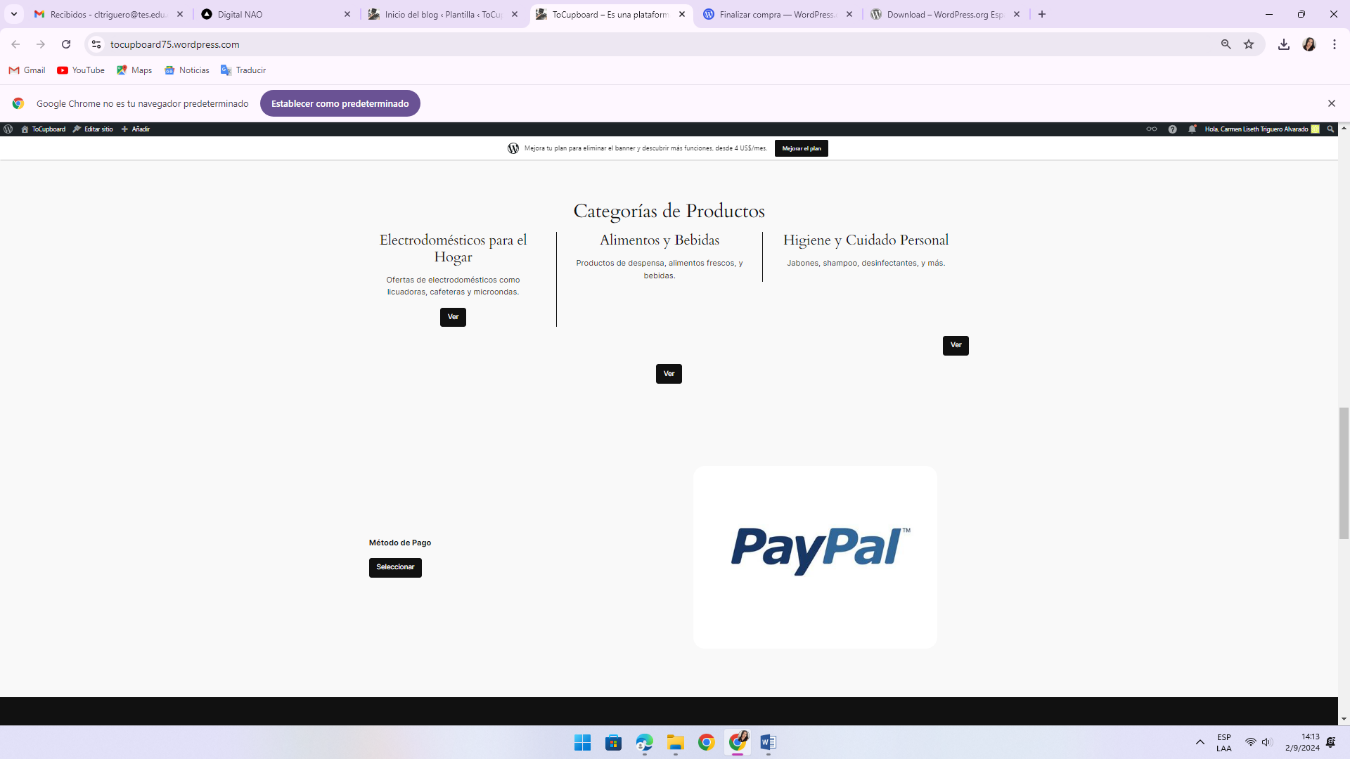 Recibidos - cltriguero@tes.edu.
Digital NAO
Inicio del blog ‹ Plantilla ‹ ToCup
ToCupboard – Es una plataform
Finalizar compra — WordPress.
Download – WordPress.org Esp
tocupboard75.wordpress.com
Gmail
YouTube
Maps
Noticias
Traducir
Google Chrome no es tu navegador predeterminado
Establecer como predeterminado
ToCupboard
Editar sitio
Añadir
Hola, Carmen Liseth Triguero Alvarado
Mejora tu plan para eliminar el banner y descubrir más funciones, desde 4 US$/mes.
Mejorar el plan
Categorías de Productos
Electrodomésticos para el
Hogar
Ofertas de electrodomésticos como
licuadoras, cafeteras y microondas.
Ver
Alimentos y Bebidas
Productos de despensa, alimentos frescos, y
bebidas.
Ver
Higiene y Cuidado Personal
Jabones, shampoo, desinfectantes, y más.
Ver
Método de Pago
Seleccionar
PayPal™
ESP
LAA
14:13
2/9/2024